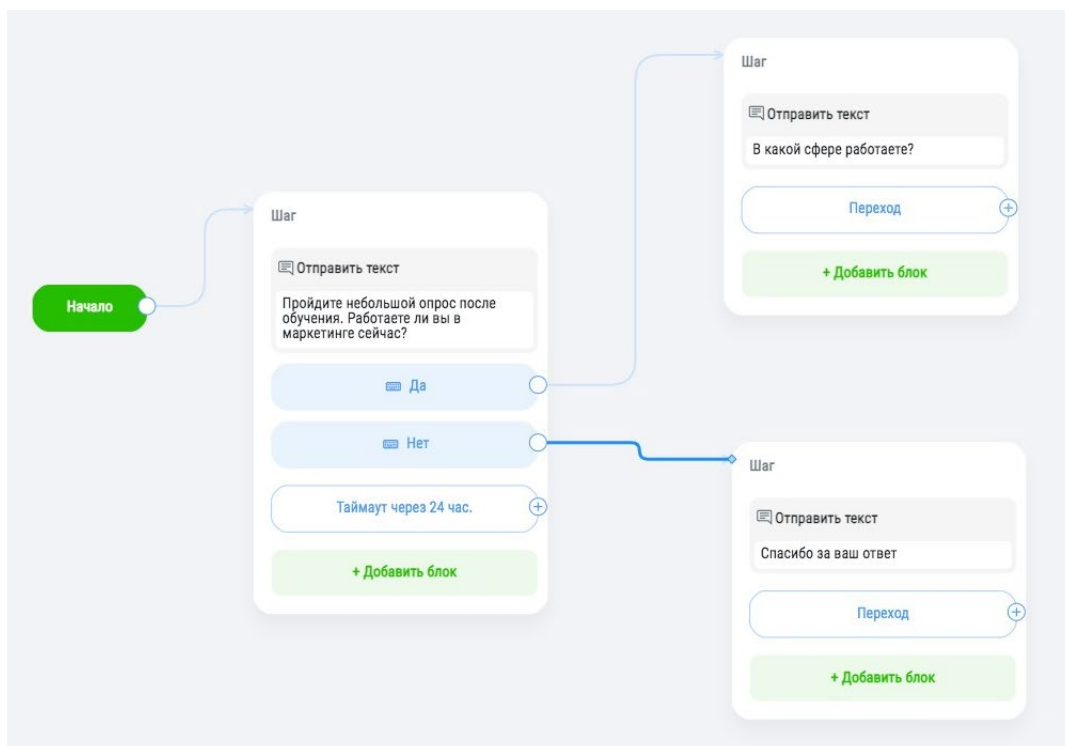 Начало
Шаг
Отправить текст
Пройдите небольшой опрос после
обучения. Работаете ли вы в
маркетинге сейчас?
Да
Нет
Таймаут через 24 час.
+ Добавить блок
Шаг
Отправить текст
В какой сфере работаете?
Переход
+ Добавить блок
Шаг
Отправить текст
Спасибо за ваш ответ
Переход
+ Добавить блок